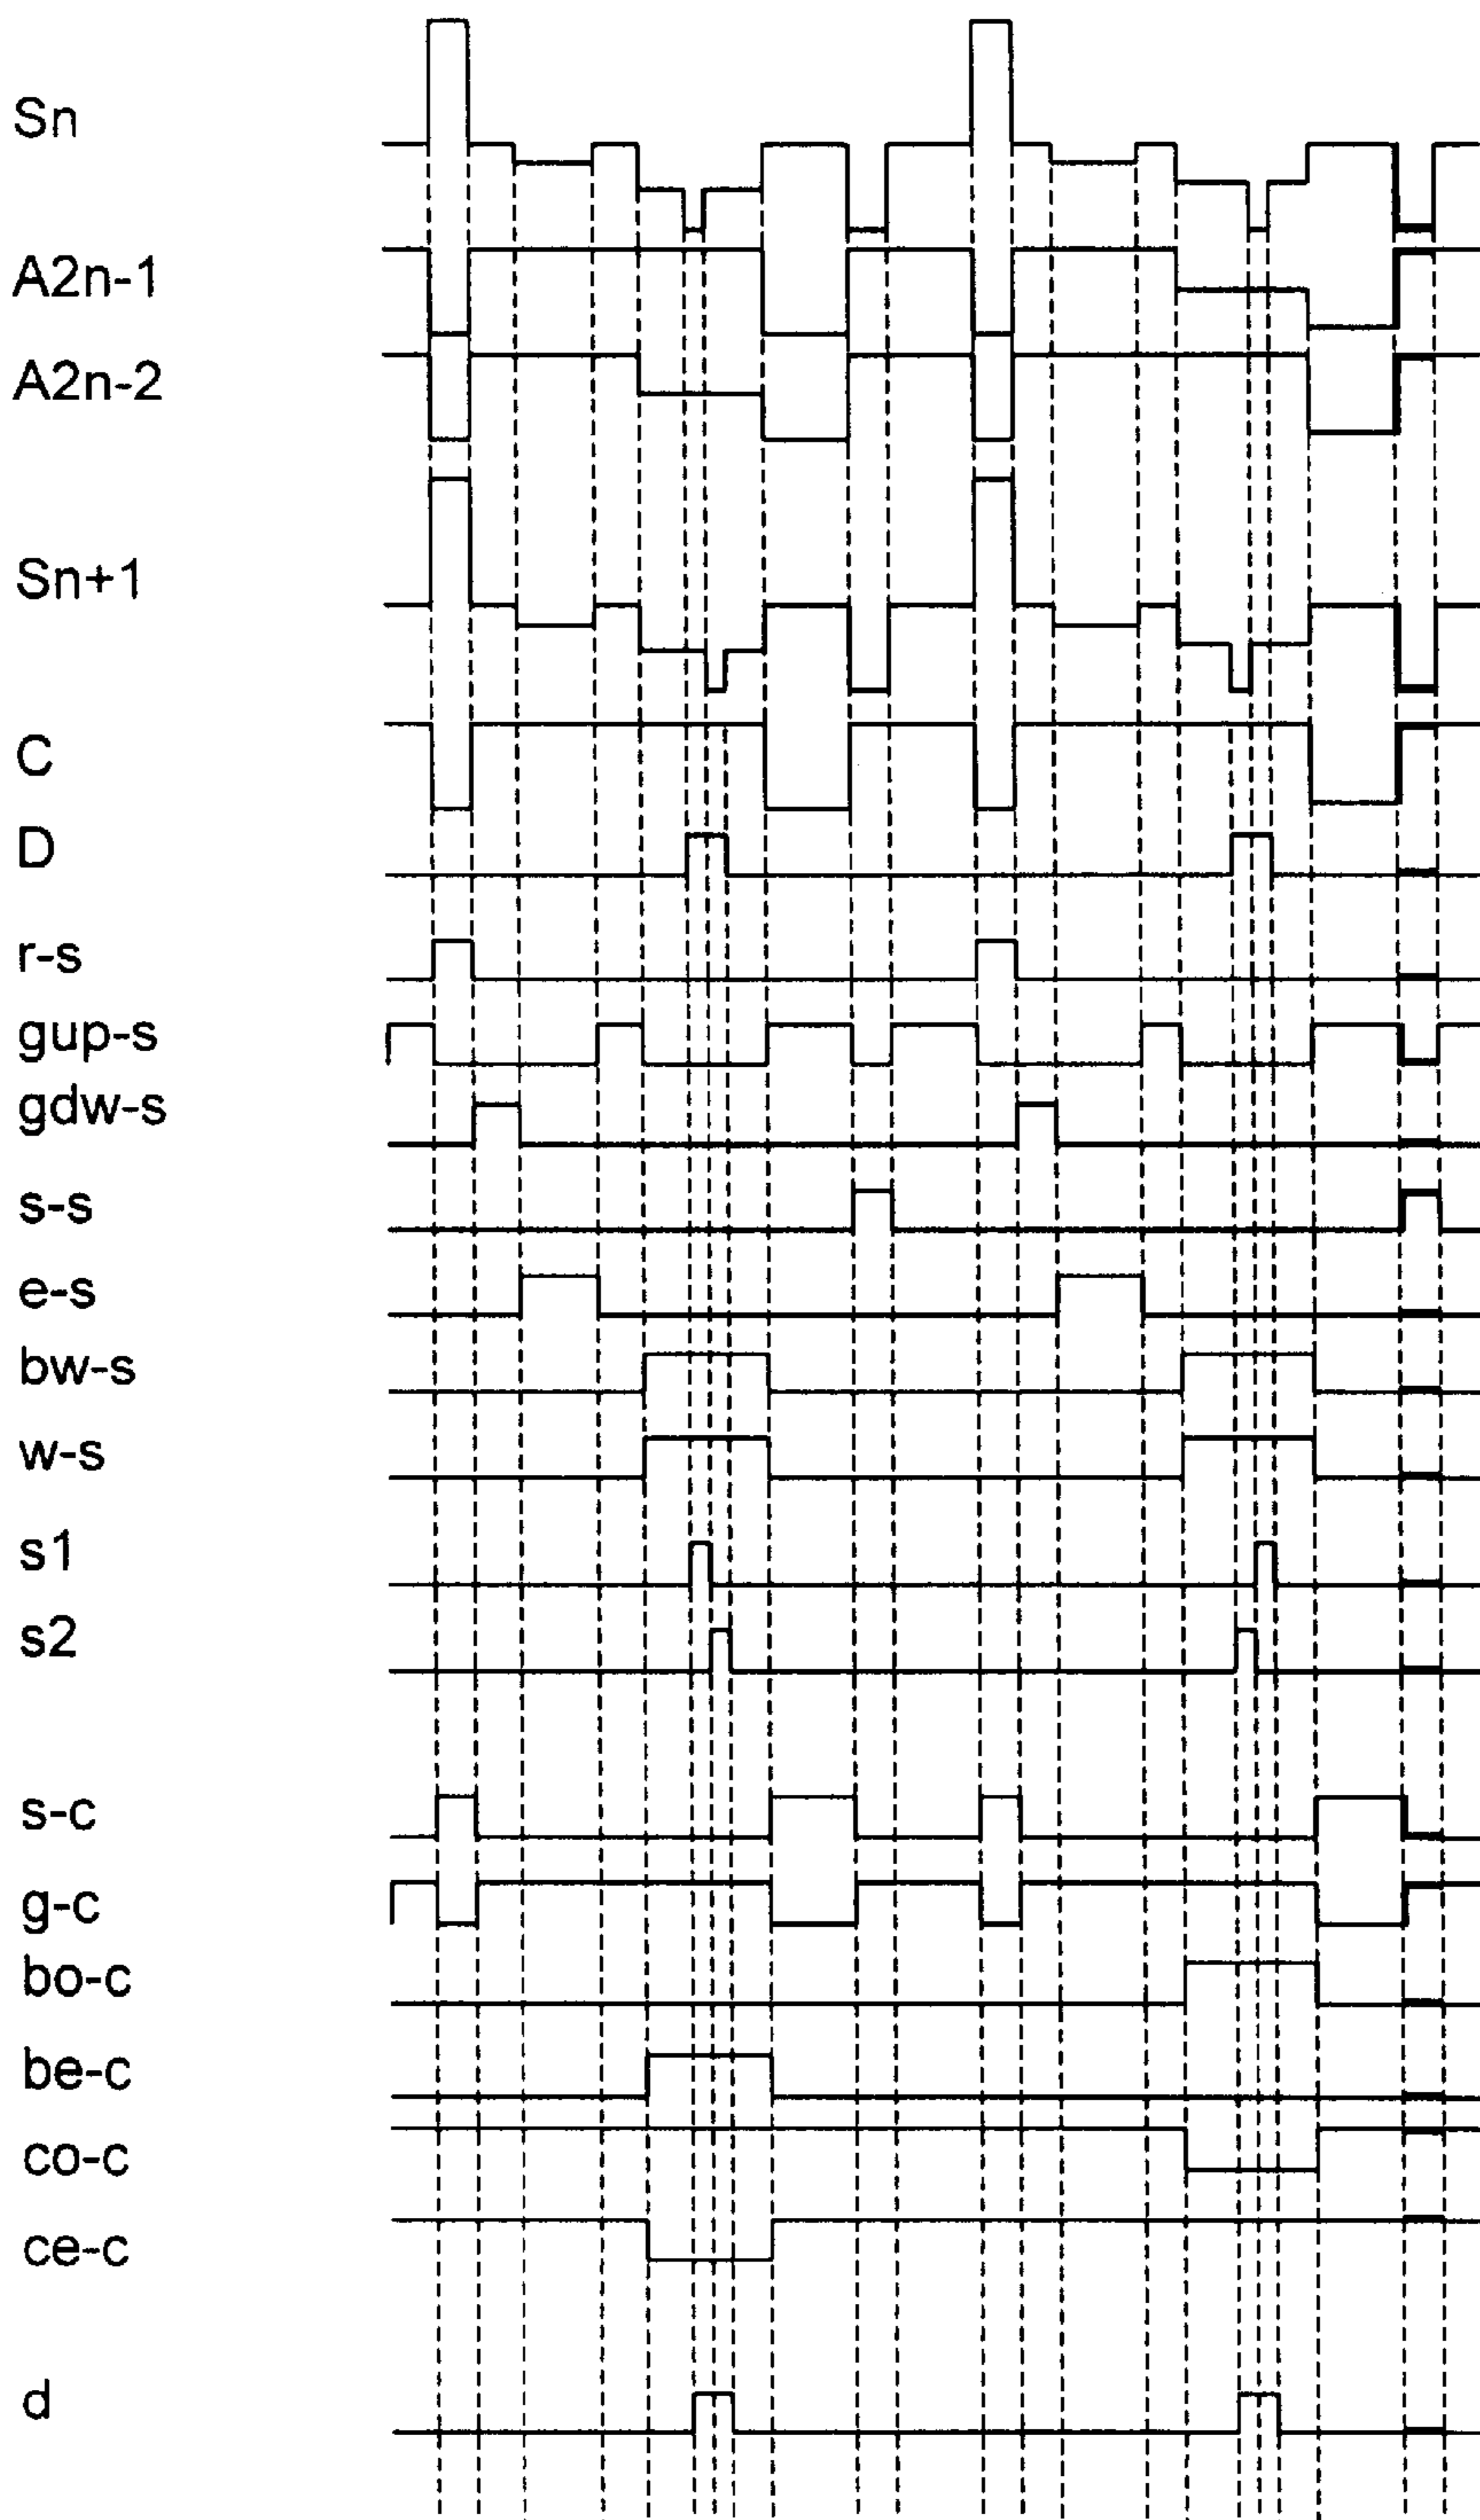 Sn
A2n-1
A2n-2
Sn+1
C
D
r-s
gup-s
gdw-s
s-s
e-s
bw-s
w-s
s1
s2
s-c
g-c
bo-c
be-c
co-c
ce-c
d